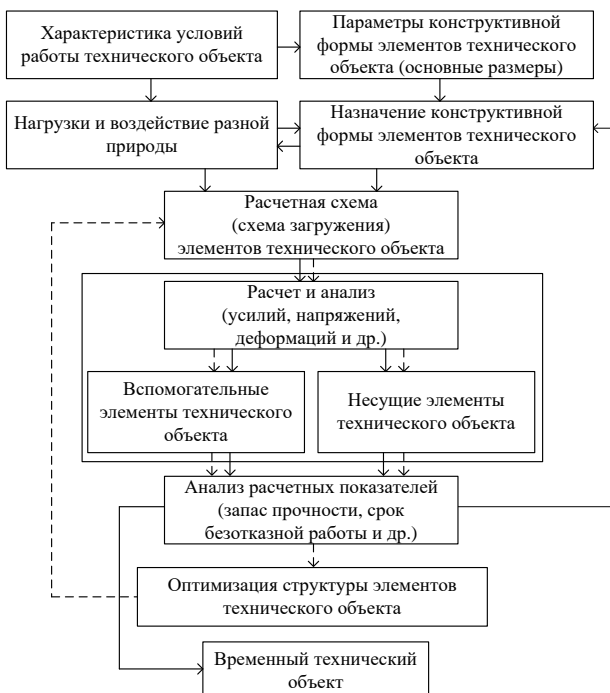 Характеристика условий
работы технического объекта
Параметры конструктивной
формы элементов технического
объекта (основные размеры)
Нагрузки и воздействие разной
природы
Назначение конструктивной
формы элементов технического
объекта
Расчетная схема
(схема загружения)
элементов технического объекта
Расчет и анализ
(усилий, напряжений,
деформаций и др.)
Вспомогательные
элементы технического
объекта
Несущие элементы
технического объекта
Анализ расчетных показателей
(запас прочности, срок
безотказной работы и др.)
Оптимизация структуры элементов
технического объекта
Временный технический
объект